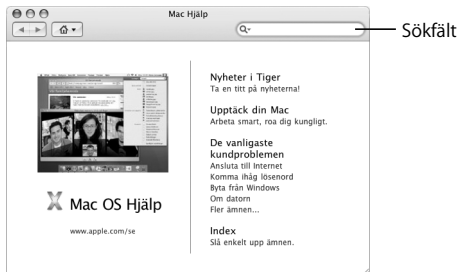 Mac Hjälp
Sökfält
Nyheter i Tiger
Ta en titt på nyheterna!
Upptäck din Mac
Arbeta smart, roa dig kungligt.
De vanligaste
kundproblemen
Ansluta till Internet
Komma ihåg lösenord
Byta från Windows
Om datorn
Fler ämnen...
Index
Slå enkelt upp ämnen.
Mac OS Hjälp
www.apple.com/se